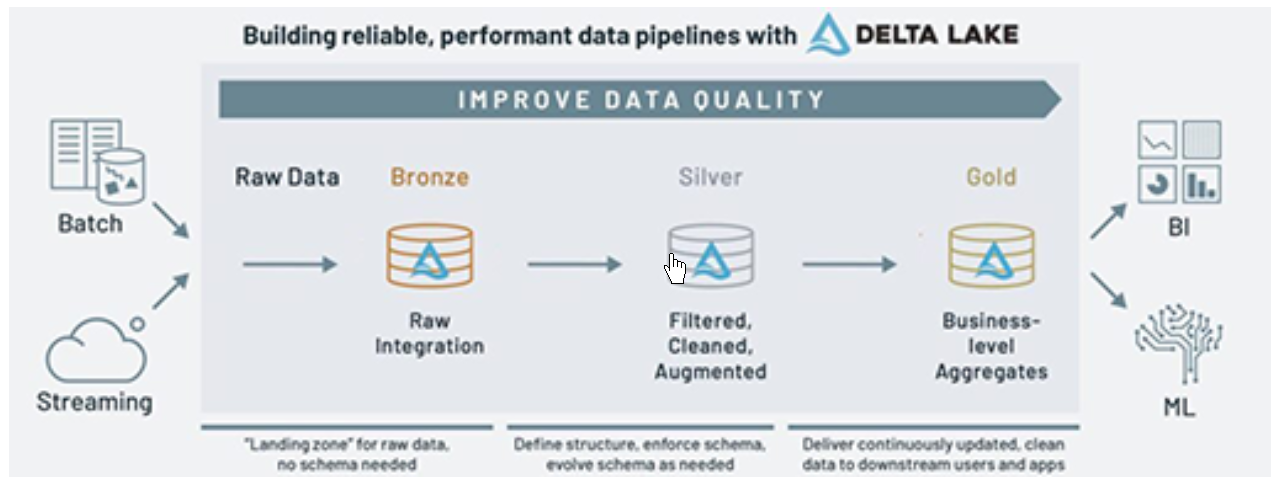 Building reliable, performant data pipelines with DELTA LAKE
IMPROVE DATA QUALITY
Batch
Streaming
Raw Data
Bronze
Silver
Gold
Raw
Integration
Filtered,
Cleaned,
Augmented
Business-
level
Aggregates
BI
ML
"Landing zone" for raw data,
no schema needed
Define structure, enforce schema,
evolve schema as needed
Deliver continuously updated, clean
data to downstream users and apps